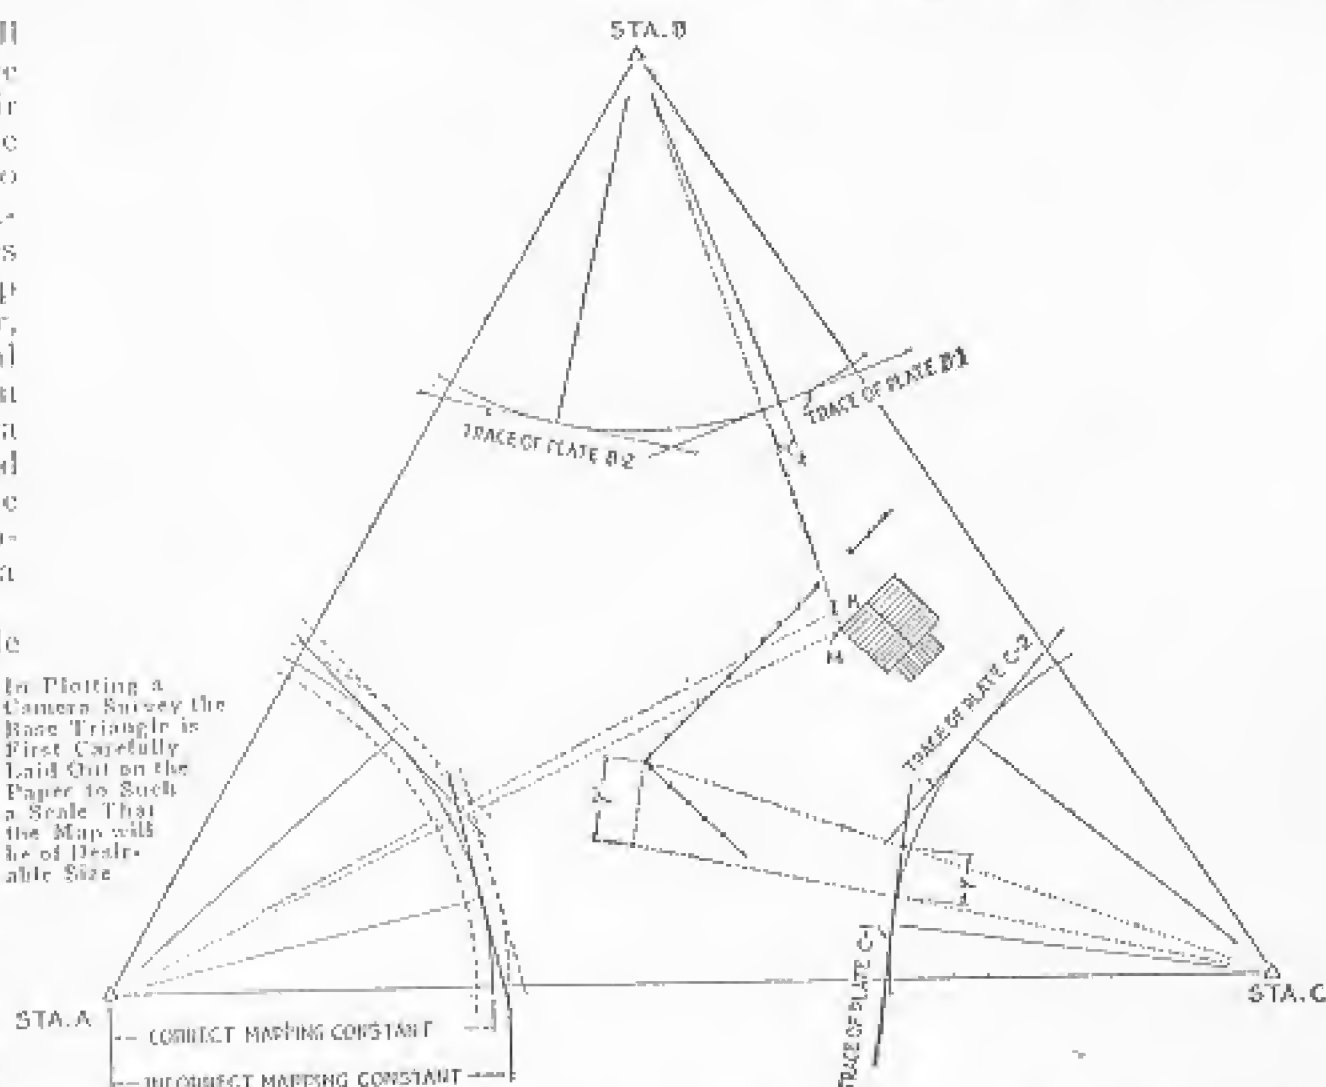 STA.B
TRACE OF PLATE B-1
TRACE OF PLATE B-2
I
H
M
TRACE OF PLATE C-2
In Plotting a
Camera Survey the
Base Triangle is
First Carefully
Laid Out on the
Paper to Such
a Scale That
the Map will
be of Desir-
able Size
TRACE OF PLATE C-1
STA.A
STA.C
CORRECT MAPPING CONSTANT
INCORRECT MAPPING CONSTANT